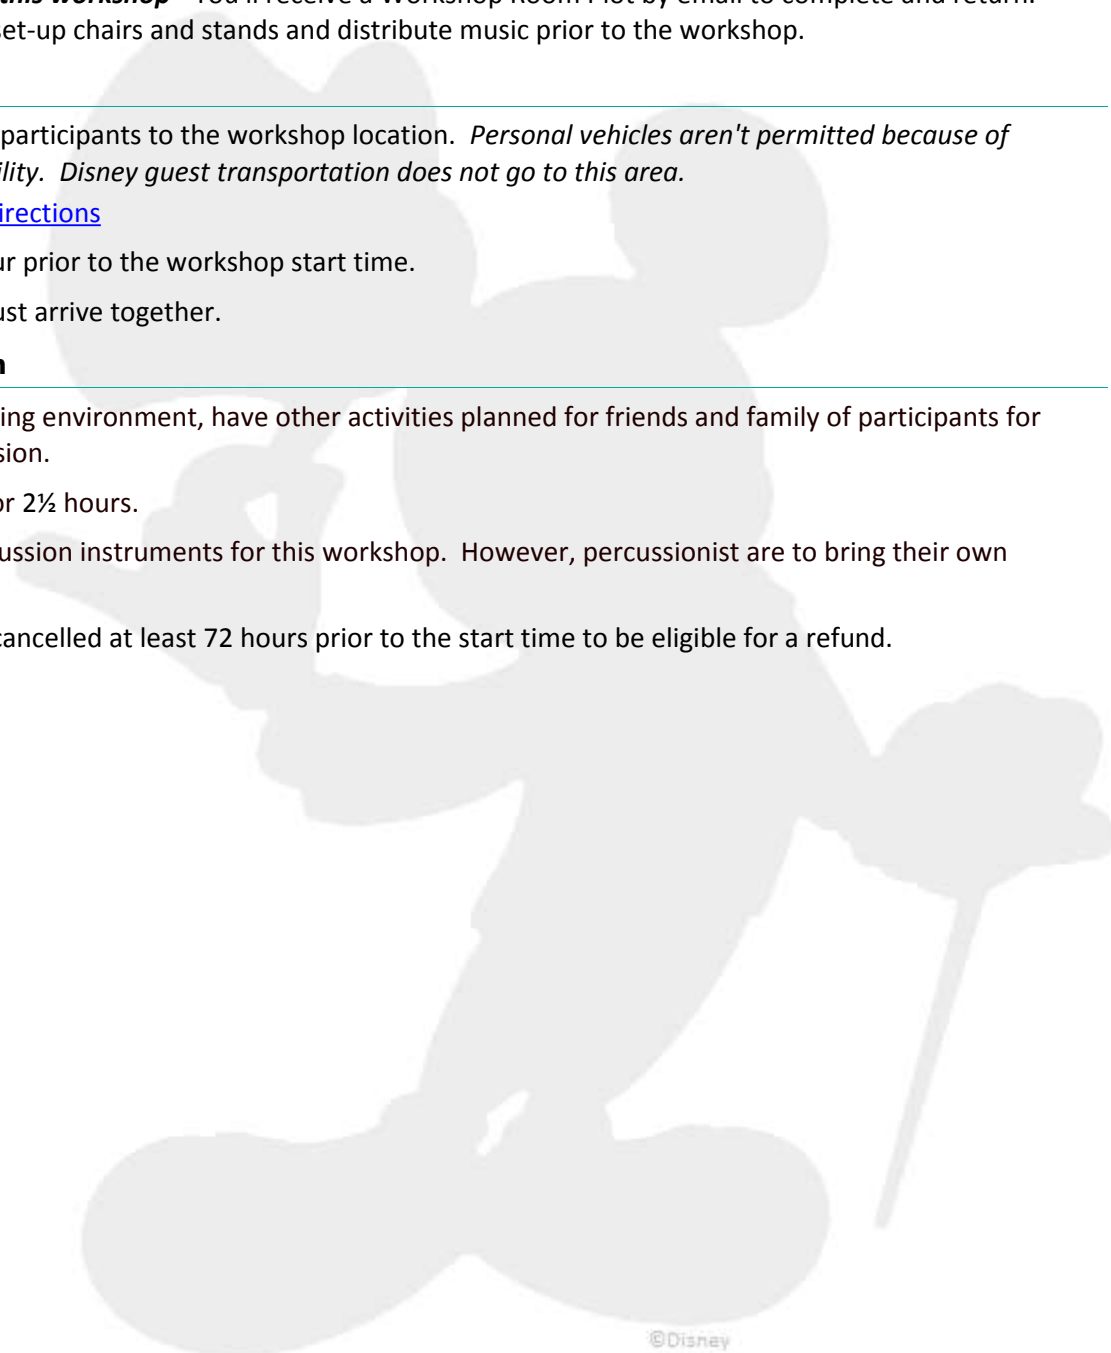 this workshop - You'll receive a Workshop Room Plot by email to complete and return.
set-up chairs and stands and distribute music prior to the workshop.
participants to the workshop location. Personal vehicles aren't permitted because of
ility. Disney guest transportation does not go to this area.
irections
ur prior to the workshop start time.
ust arrive together.
n
ing environment, have other activities planned for friends and family of participants for
sion.
or 2½ hours.
ussion instruments for this workshop. However, percussionist are to bring their own
cancelled at least 72 hours prior to the start time to be eligible for a refund.
©Disney